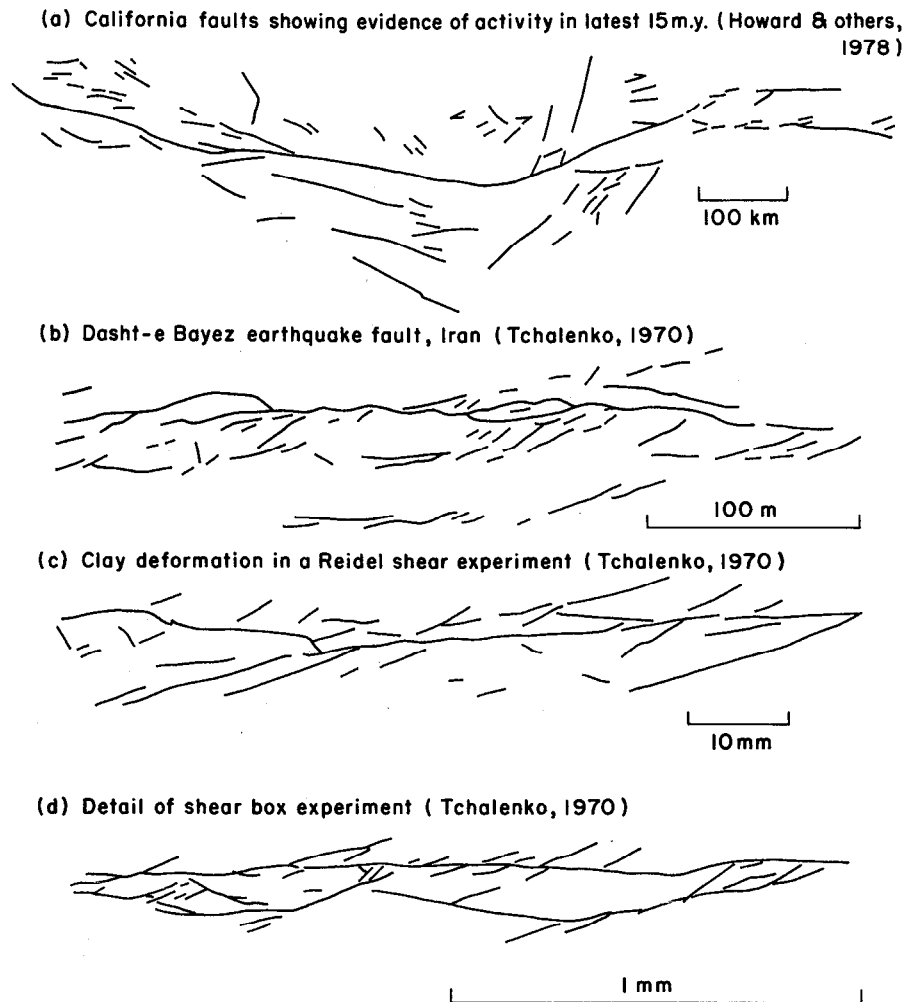 (a) California faults showing evidence of activity in latest 15 m.y. (Howard & others,
1978)
100 km
(b) Dasht-e Bayez earthquake fault, Iran (Tchalenko, 1970)
100 m
(c) Clay deformation in a Reidel shear experiment (Tchalenko, 1970)
10 mm
(d) Detail of shear box experiment (Tchalenko, 1970)
1 mm